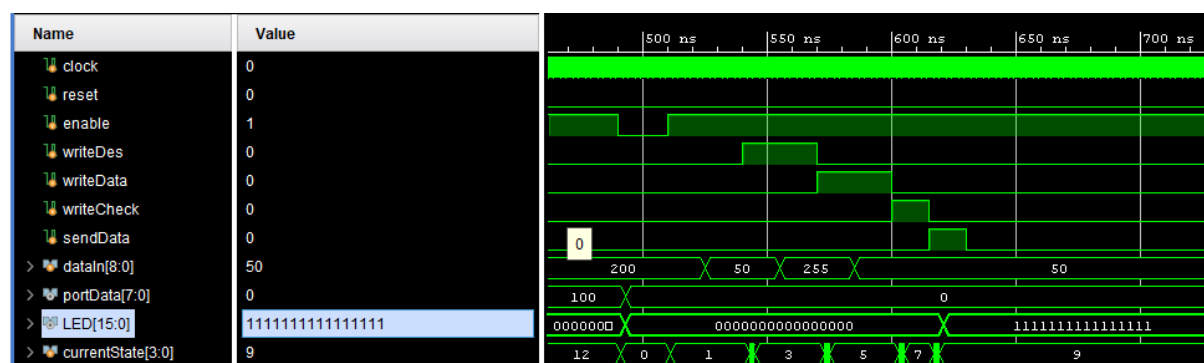 Name Value
500 ns 550 ns 600 ns 650 ns 700 ns
clock 0
reset 0
enable 1
writeDes 0
writeData 0
writeCheck 0
sendData 0 0
dataIn[8:0] 50 200 50 255 50
portData[7:0] 0 100 0
LED[15:0] 1111111111111111 000000 0000000000000000 1111111111111111
currentState[3:0] 9 12 0 1 3 5 7 9